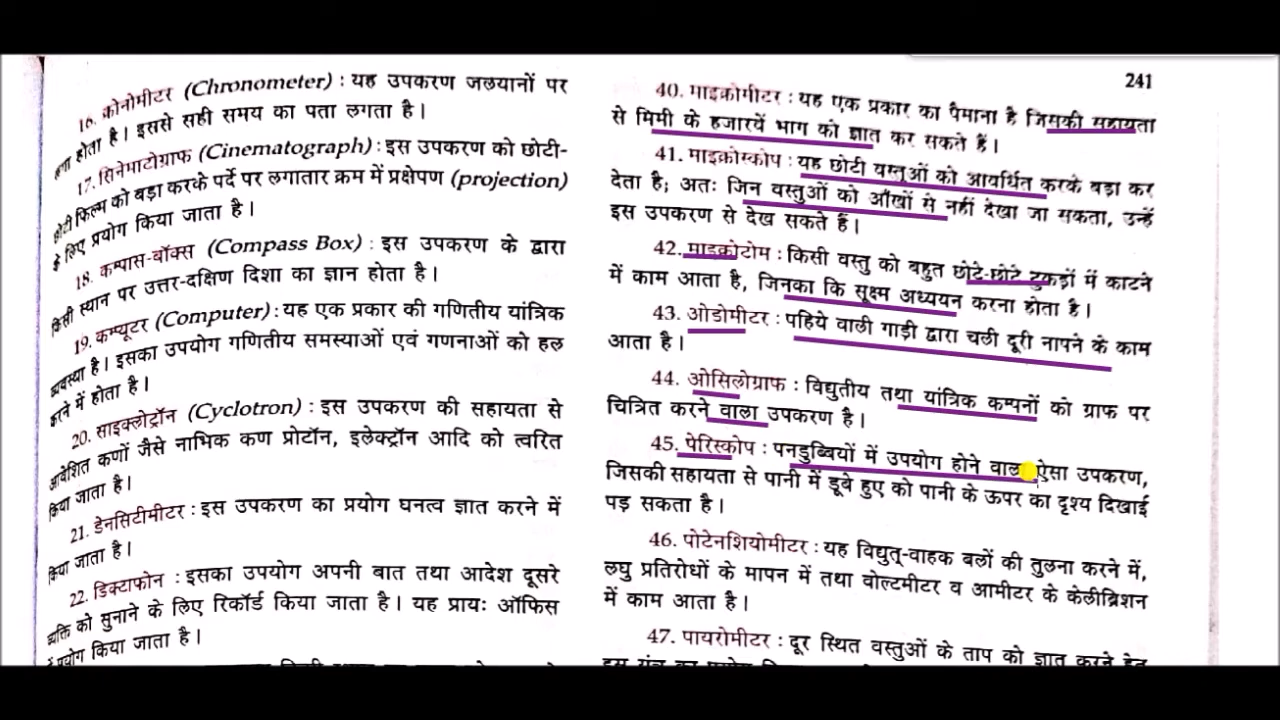 16. क्रोनोमीटर (Chronometer) : यह उपकरण जलयानों पर
लगा होता है। इससे सही समय का पता लगता है।
17. सिनेमाटोग्राफ (Cinematograph) : इस उपकरण को छोटी-
छोटी फिल्म को बड़ा करके पर्दे पर लगातार क्रम में प्रक्षेपण (projection)
के लिए प्रयोग किया जाता है।
18. कम्पास-बॉक्स (Compass Box) : इस उपकरण के द्वारा
किसी स्थान पर उत्तर-दक्षिण दिशा का ज्ञान होता है।
19. कम्प्यूटर (Computer) : यह एक प्रकार की गणितीय यांत्रिक
व्यवस्था है। इसका उपयोग गणितीय समस्याओं एवं गणनाओं को हल
करने में होता है।
20. साइक्लोट्रॉन (Cyclotron) : इस उपकरण की सहायता से
आवेशित कणों जैसे नाभिक कण प्रोटॉन, इलेक्ट्रॉन आदि को त्वरित
किया जाता है।
21. डेनसिटीमीटर : इस उपकरण का प्रयोग घनत्व ज्ञात करने में
किया जाता है।
22. डिक्टाफोन : इसका उपयोग अपनी बात तथा आदेश दूसरे
व्यक्ति को सुनाने के लिए रिकॉर्ड किया जाता है। यह प्रायः ऑफिस
में प्रयोग किया जाता है।
241
40. माइक्रोमीटर : यह एक प्रकार का पैमाना है जिसकी सहायता
से मिमी के हजारवें भाग को ज्ञात कर सकते हैं।
41. माइक्रोस्कोप : यह छोटी वस्तुओं को आवर्धित करके बड़ा कर
देता है; अतः जिन वस्तुओं को आँखों से नहीं देखा जा सकता, उन्हें
इस उपकरण से देख सकते हैं।
42. माइक्रोटोम : किसी वस्तु को बहुत छोटे-छोटे टुकड़ों में काटने
में काम आता है, जिनका कि सूक्ष्म अध्ययन करना होता है।
43. ओडोमीटर : पहिये वाली गाड़ी द्वारा चली दूरी नापने के काम
आता है।
44. ओसिलोग्राफ : विद्युतीय तथा यांत्रिक कम्पनों को ग्राफ पर
चित्रित करने वाला उपकरण है।
45. पेरिस्कोप : पनडुब्बियों में उपयोग होने वाला ऐसा उपकरण,
जिसकी सहायता से पानी में डूबे हुए को पानी के ऊपर का दृश्य दिखाई
पड़ सकता है।
46. पोटेनशियोमीटर : यह विद्युत्-वाहक बलों की तुलना करने में,
लघु प्रतिरोधों के मापन में तथा वोल्टमीटर व आमीटर के केलीब्रिशन
में काम आता है।
47. पायरोमीटर : दूर स्थित वस्तुओं के ताप को ज्ञात करने हेतु